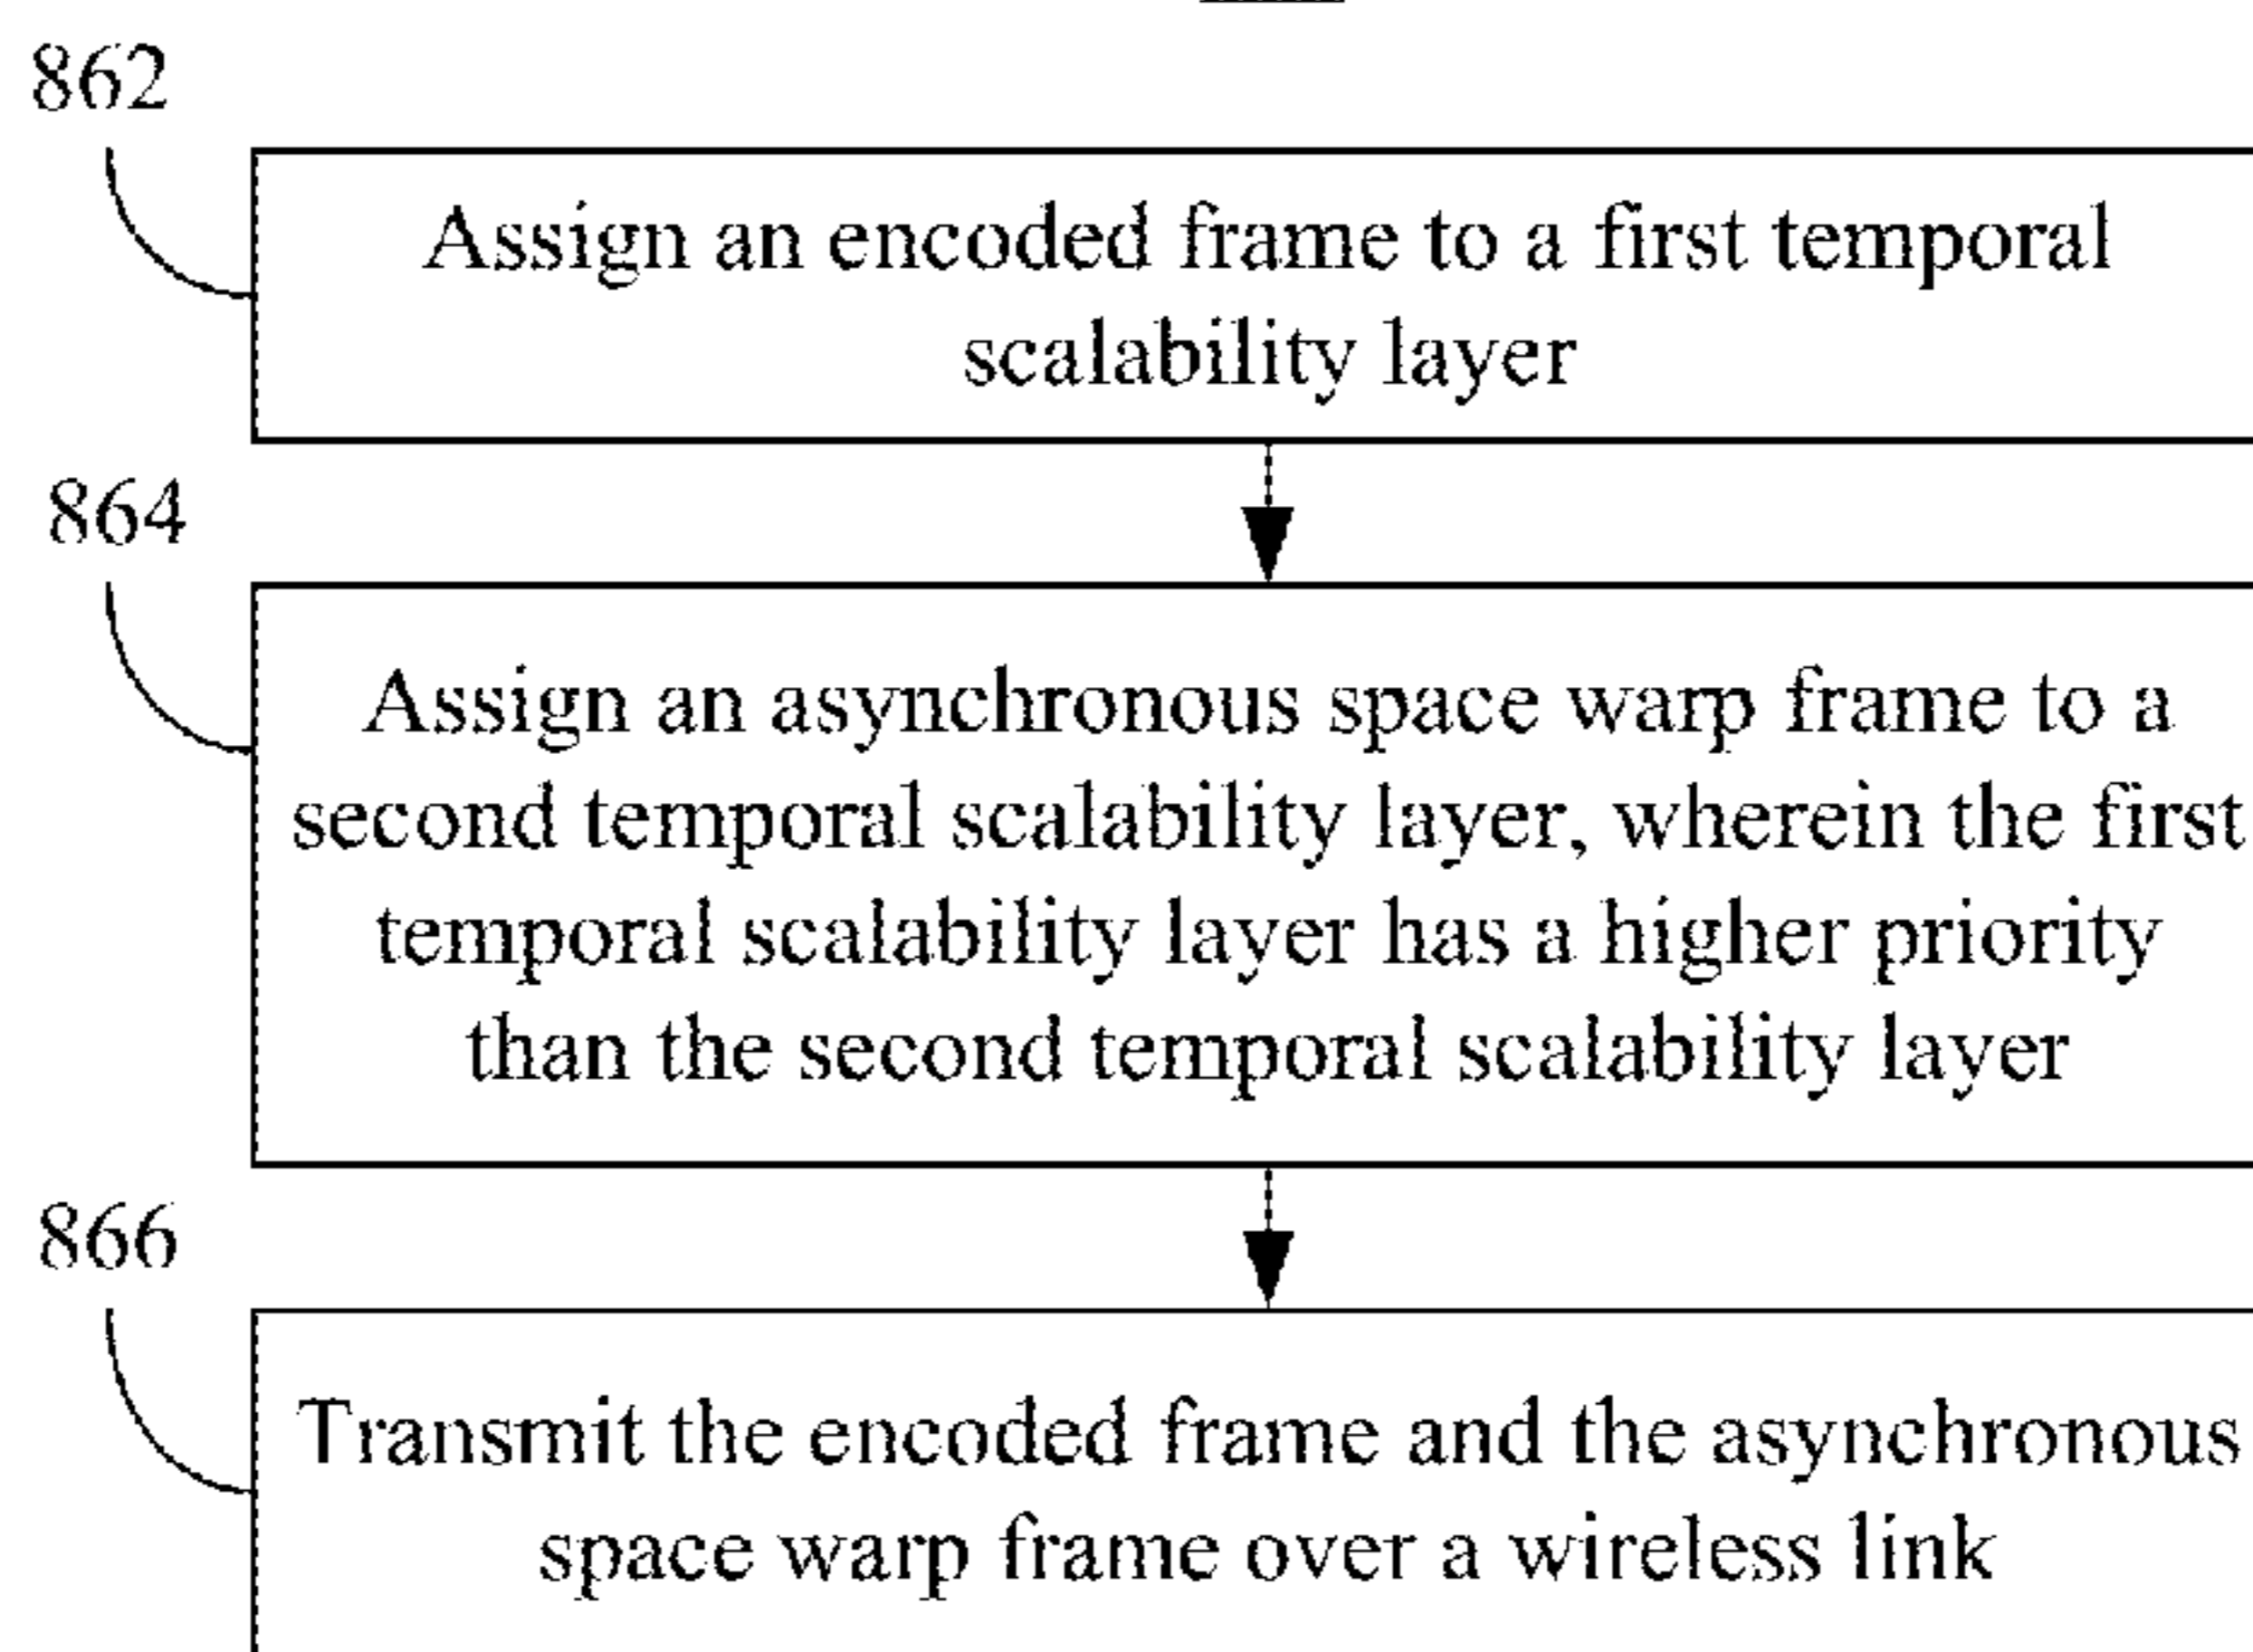 862
Assign an encoded frame to a first temporal
scalability layer
864
Assign an asynchronous space warp frame to a
second temporal scalability layer, wherein the first
temporal scalability layer has a higher priority
than the second temporal scalability layer
866
Transmit the encoded frame and the asynchronous
space warp frame over a wireless link